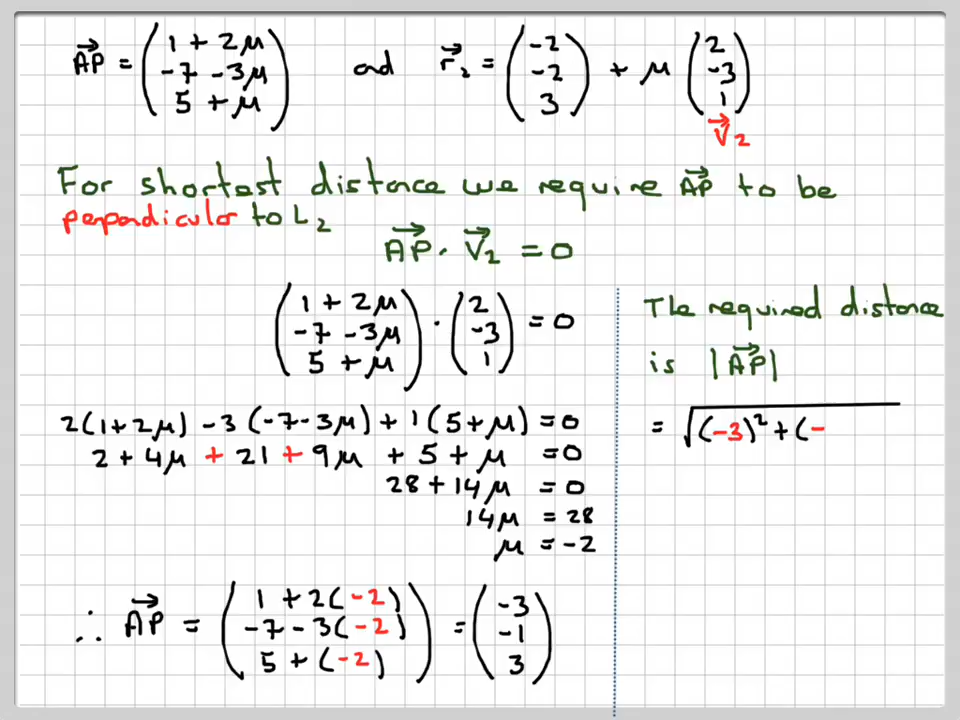 AP⃗ = (1 + 2μ, -7 - 3μ, 5 + μ) and r⃗₂ = (-2, -2, 3) + μ (2, -3, 1)
V⃗₂
For shortest distance we require AP⃗ to be
perpendicular to L₂
AP⃗ . V⃗₂ = 0
(1 + 2μ, -7 - 3μ, 5 + μ) · (2, -3, 1) = 0
2(1+2μ) -3(-7-3μ) + 1(5+μ) = 0
2 + 4μ + 21 + 9μ + 5 + μ = 0
28 + 14μ = 0
14μ = 28
μ = -2
∴ AP⃗ = (1 + 2(-2), -7 - 3(-2), 5 + (-2)) = (-3, -1, 3)
The required distance
is |AP⃗|
= √(-3)² + (-